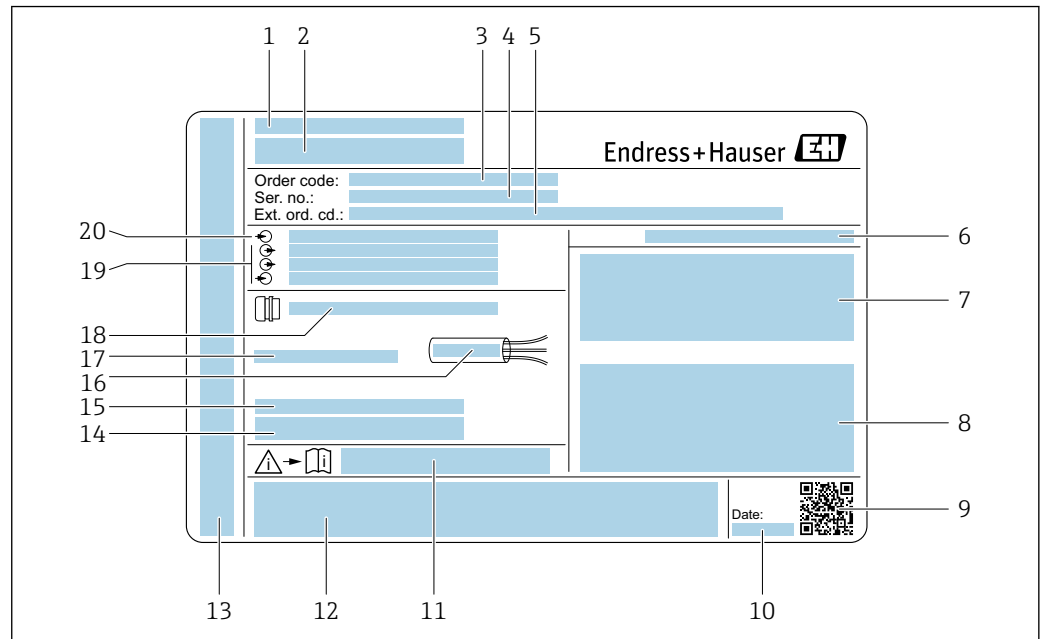 1 2 3 4 5
Endress+Hauser EH
Order code:
Ser. no.:
Ext. ord. cd.:
20
6
19
7
18
17
16
15
14
8
i i
Date:
9
13 12 11 10